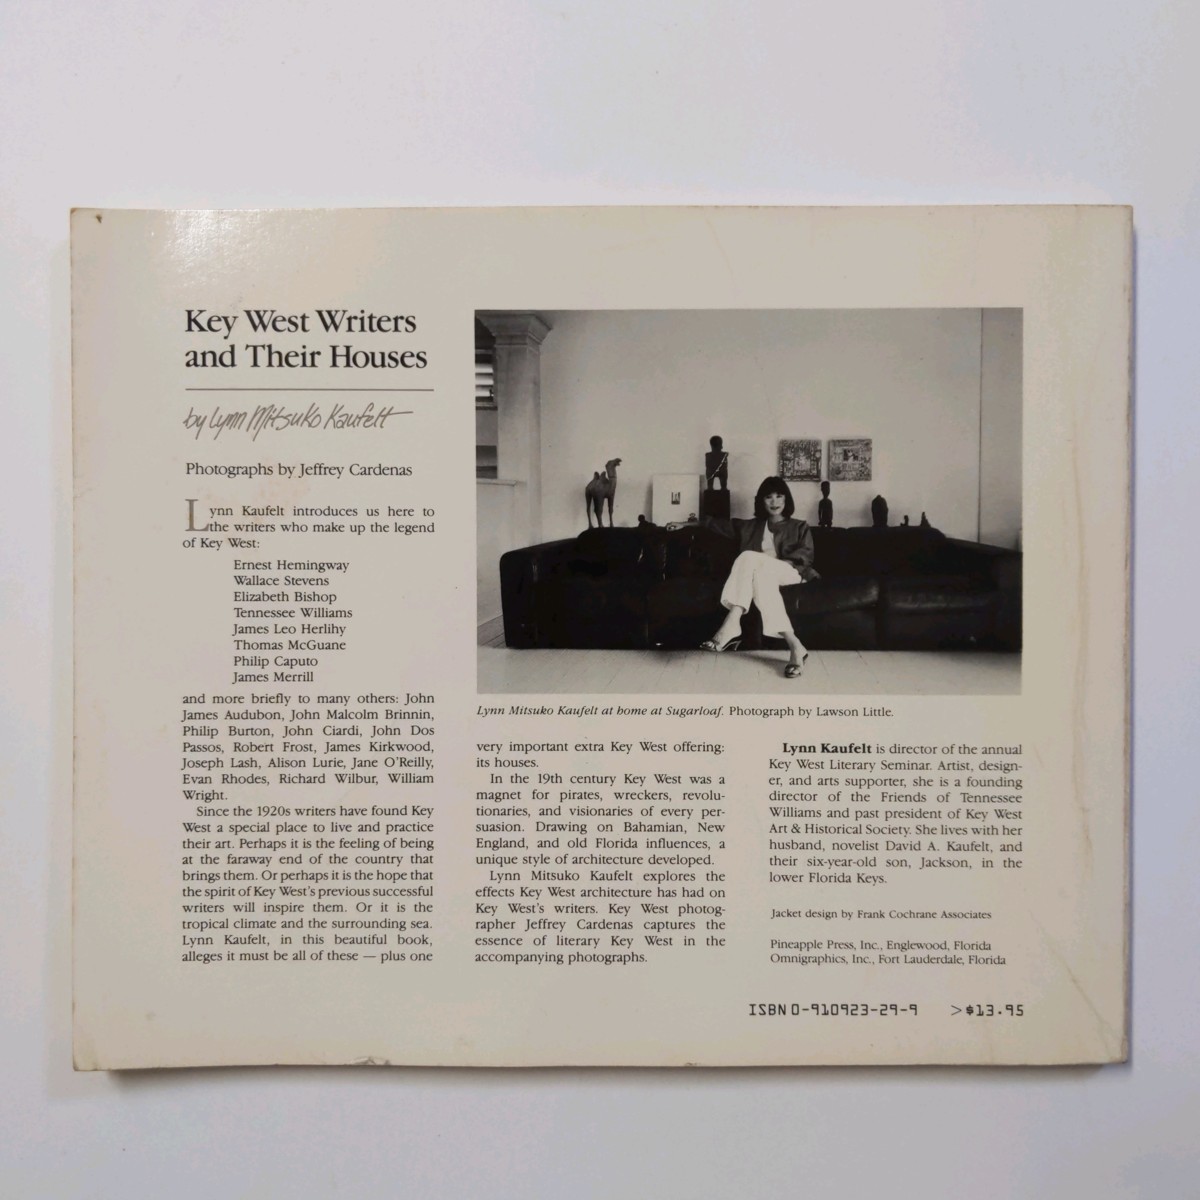 Key West Writers
and Their Houses
by Lynn Mitsuko Kaufelt
Photographs by Jeffrey Cardenas
Lynn Kaufelt introduces us here to
the writers who make up the legend
of Key West:
Ernest Hemingway
Wallace Stevens
Elizabeth Bishop
Tennessee Williams
James Leo Herlihy
Thomas McGuane
Philip Caputo
James Merrill
and more briefly to many others: John
James Audubon, John Malcolm Brinnin,
Philip Burton, John Ciardi, John Dos
Passos, Robert Frost, James Kirkwood,
Joseph Lash, Alison Lurie, Jane O'Reilly,
Evan Rhodes, Richard Wilbur, William
Wright.
Since the 1920s writers have found Key
West a special place to live and practice
their art. Perhaps it is the feeling of being
at the faraway end of the country that
brings them. Or perhaps it is the hope that
the spirit of Key West's previous successful
writers will inspire them. Or it is the
tropical climate and the surrounding sea.
Lynn Kaufelt, in this beautiful book,
alleges it must be all of these — plus one
Lynn Mitsuko Kaufelt at home at Sugarloaf. Photograph by Lawson Little.
very important extra Key West offering:
its houses.
In the 19th century Key West was a
magnet for pirates, wreckers, revolu-
tionaries, and visionaries of every per-
suasion. Drawing on Bahamian, New
England, and old Florida influences, a
unique style of architecture developed.
Lynn Mitsuko Kaufelt explores the
effects Key West architecture has had on
Key West's writers. Key West photog-
rapher Jeffrey Cardenas captures the
essence of literary Key West in the
accompanying photographs.
Lynn Kaufelt is director of the annual
Key West Literary Seminar. Artist, design-
er, and arts supporter, she is a founding
director of the Friends of Tennessee
Williams and past president of Key West
Art & Historical Society. She lives with her
husband, novelist David A. Kaufelt, and
their six-year-old son, Jackson, in the
lower Florida Keys.
Jacket design by Frank Cochrane Associates
Pineapple Press, Inc., Englewood, Florida
Omnigraphics, Inc., Fort Lauderdale, Florida
ISBN 0-910923-29-9 >$13.95